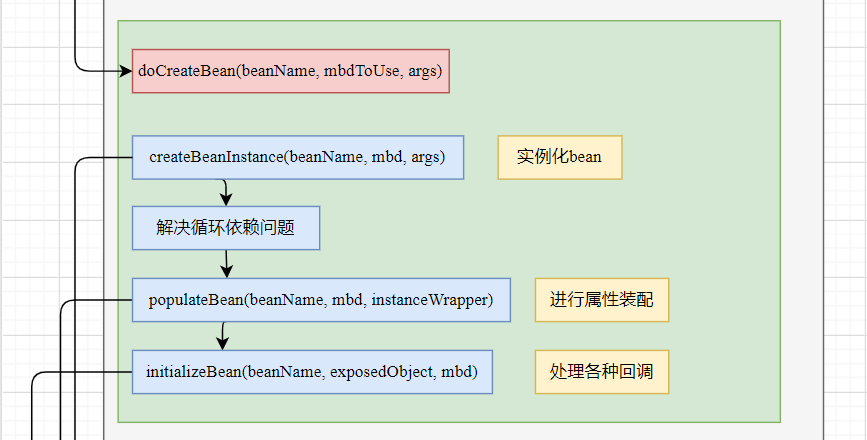 doCreateBean(beanName, mbdToUse, args)
createBeanInstance(beanName, mbd, args)
实例化bean
解决循环依赖问题
populateBean(beanName, mbd, instanceWrapper)
进行属性装配
initializeBean(beanName, exposedObject, mbd)
处理各种回调